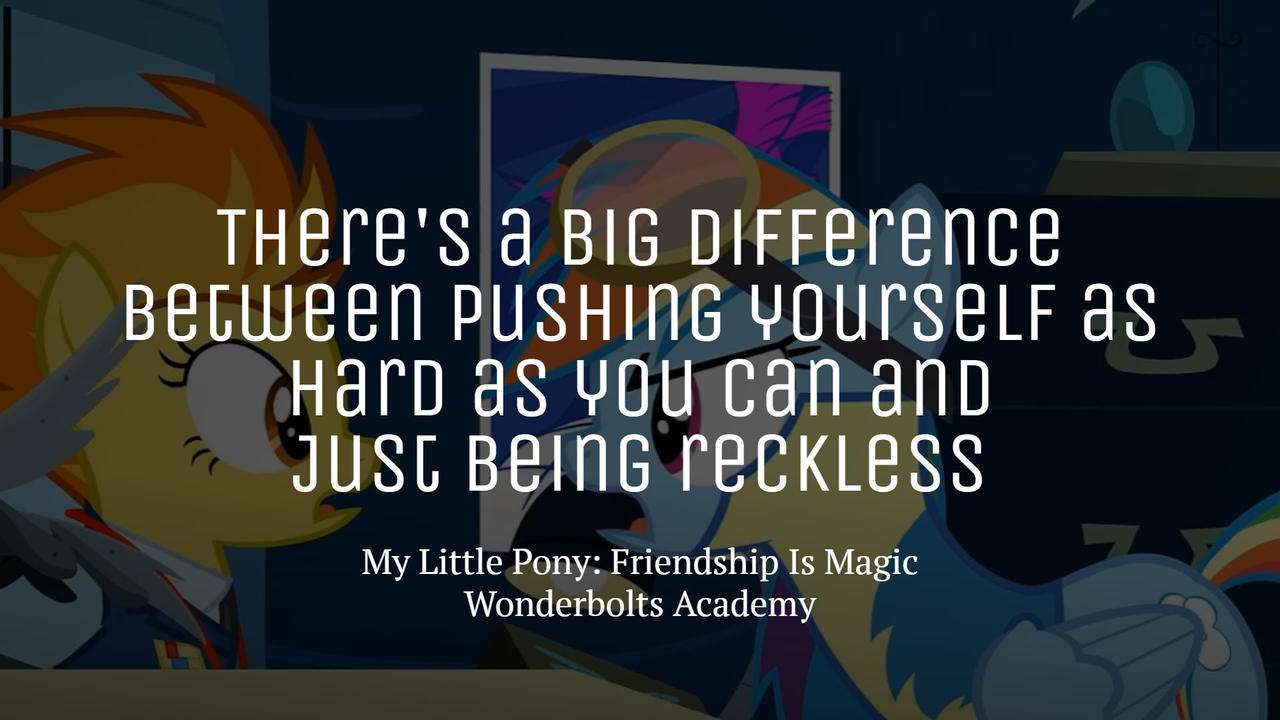 There's a big difference
between pushing yourself as
hard as you can and
just being reckless
My Little Pony: Friendship Is Magic
Wonderbolts Academy